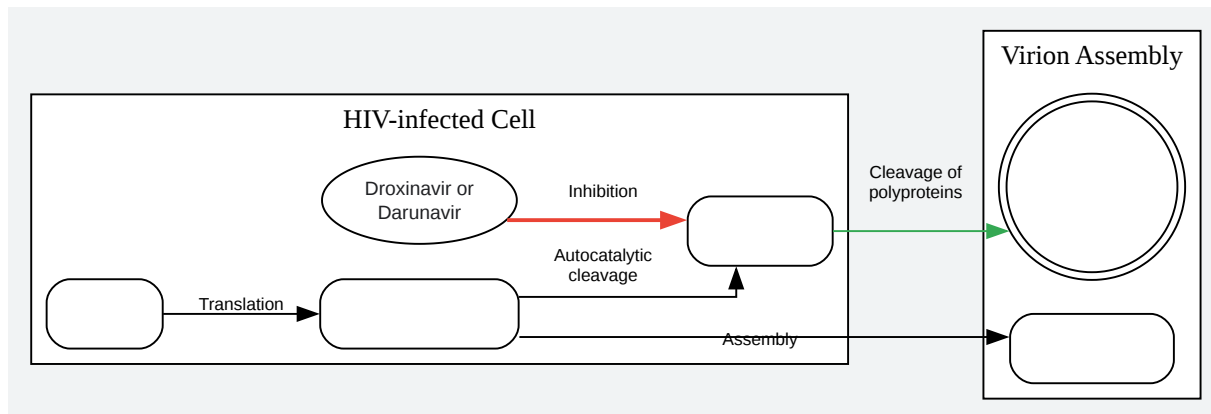 Virion Assembly
HIV-infected Cell
Droxinavir or
Darunavir
Inhibition
Cleavage of
polyproteins
Autocatalytic
cleavage
Translation
Assembly